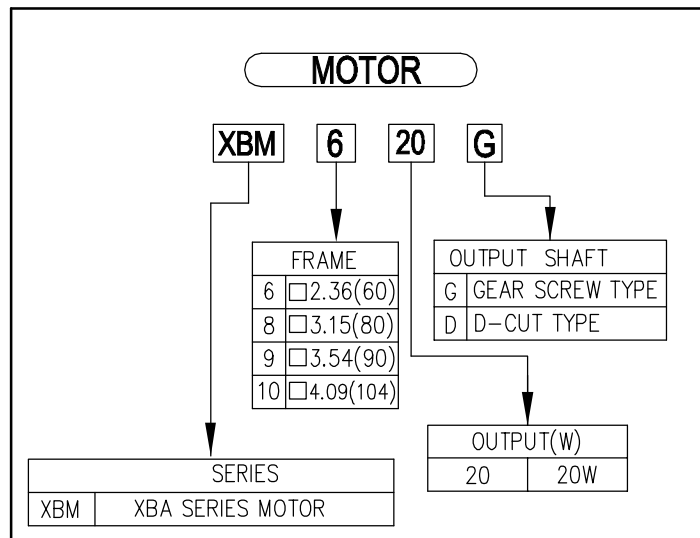 MOTOR
XBM 6 20 G
FRAME
6 □2.36(60)
8 □3.15(80)
9 □3.54(90)
10 □4.09(104)
OUTPUT SHAFT
G GEAR SCREW TYPE
D D-CUT TYPE
OUTPUT(W)
20 20W
SERIES
XBM XBA SERIES MOTOR